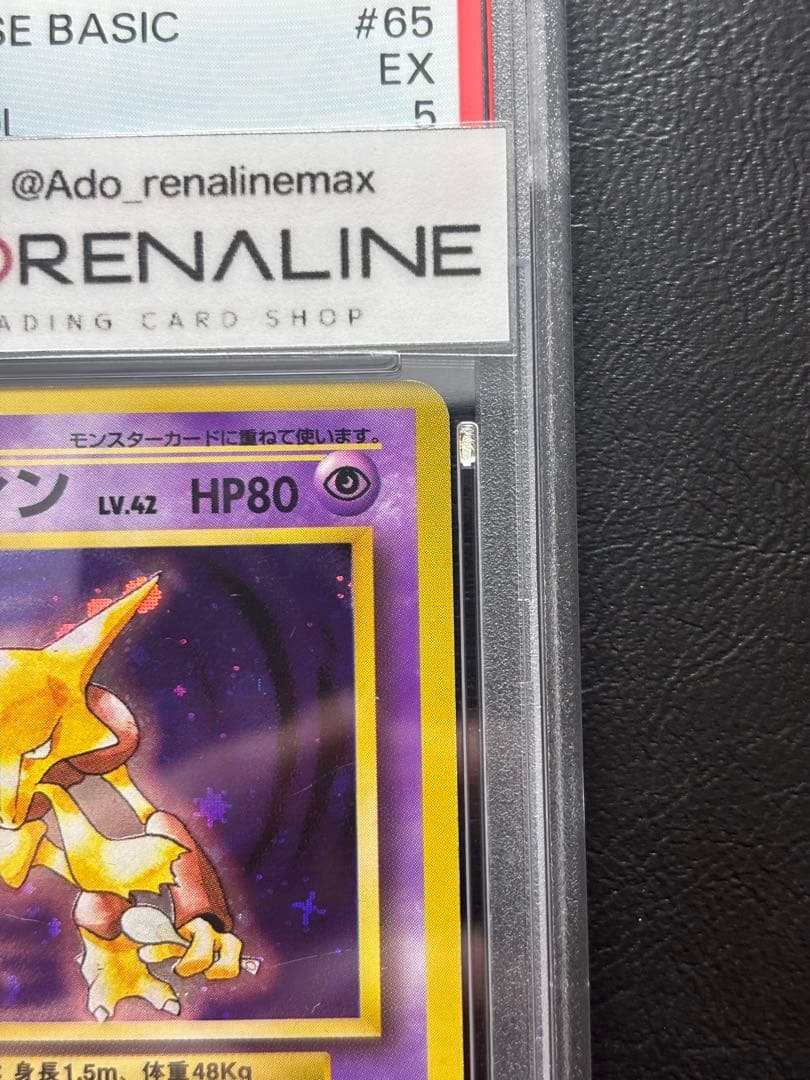 SE BASIC #65
EX
5
@Ado_renalinemax
RENALINE
ADING CARD SHOP
モンスターカードに重ねて使います。
ン LV.42 HP80
身長1.5m、体重48Kg